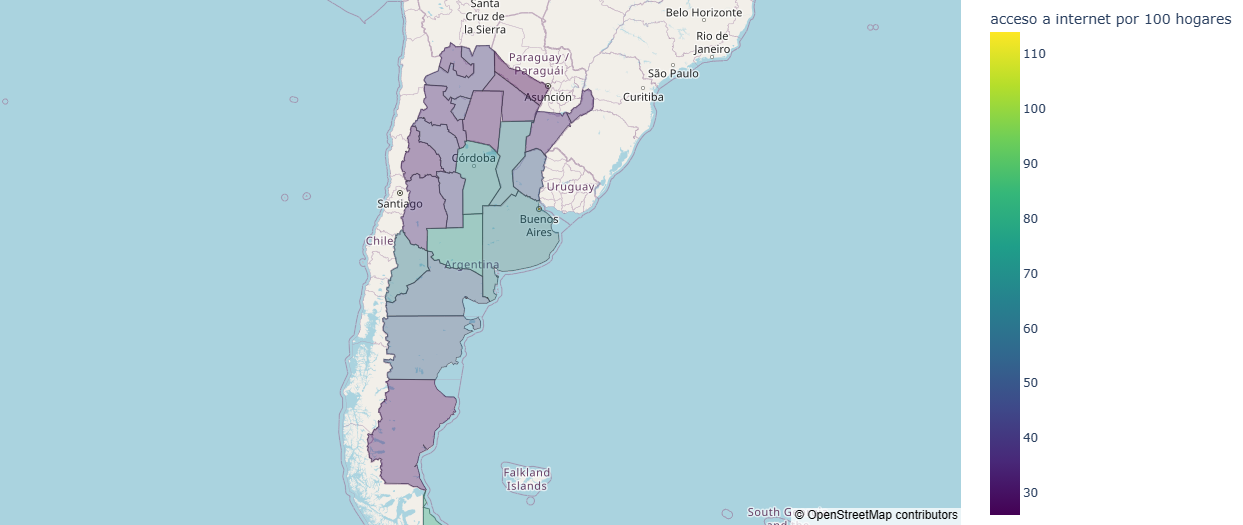 acceso a internet por 100 hogares
110
100
90
80
70
60
50
40
30
Santa
Cruz de
la Sierra
Belo Horizonte
Rio de
Janeiro
Paraguay /
Paraguái
São Paulo
Asunción
Curitiba
Córdoba
Uruguay
Santiago
Buenos
Aires
Chile
Argentina
Falkland
Islands
© OpenStreetMap contributors